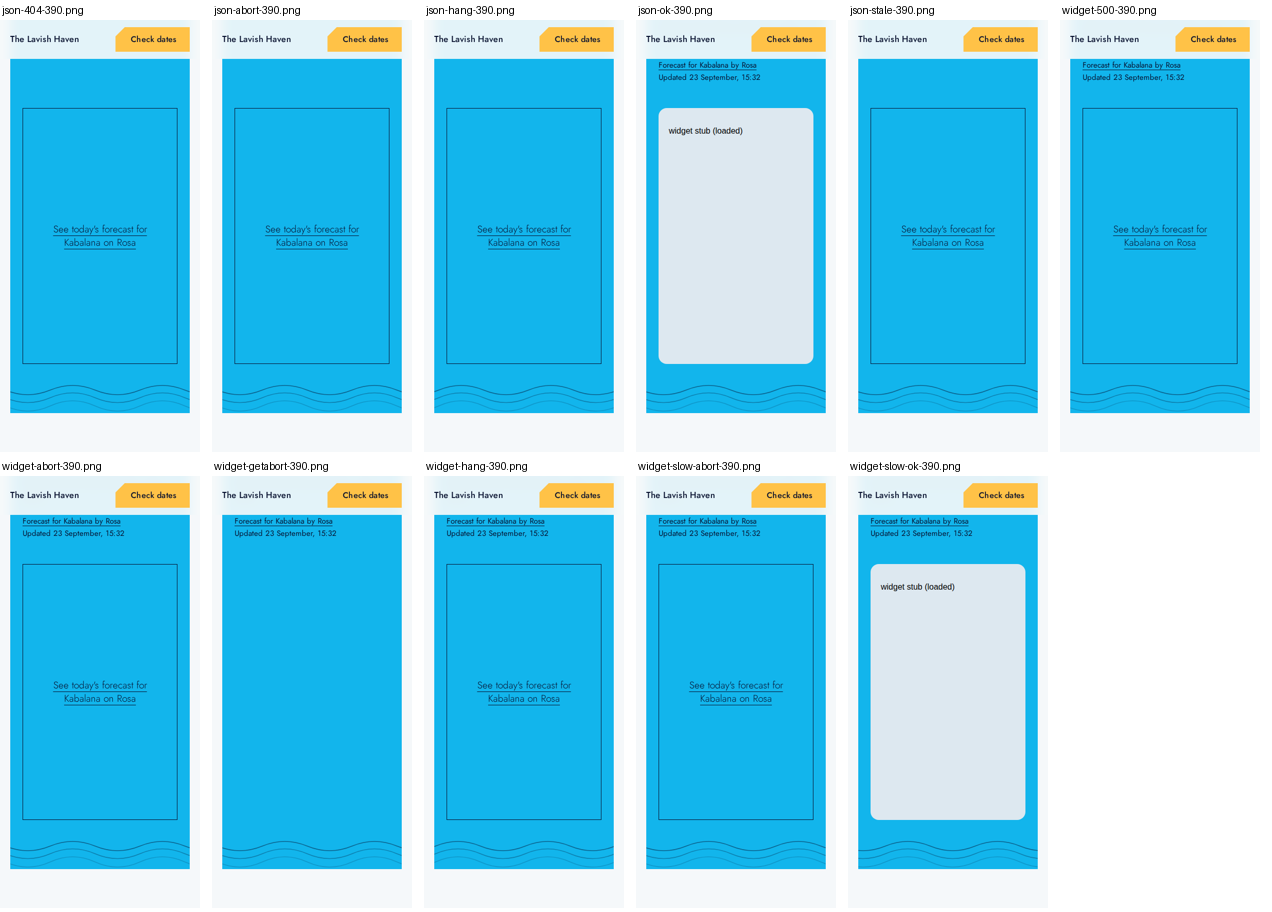 json-404-390.png
The Lavish Haven
Check dates
See today's forecast for
Kabalana on Rosa
json-abort-390.png
The Lavish Haven
Check dates
See today's forecast for
Kabalana on Rosa
json-hang-390.png
The Lavish Haven
Check dates
See today's forecast for
Kabalana on Rosa
json-ok-390.png
The Lavish Haven
Check dates
Forecast for Kabalana by Rosa
Updated 23 September, 15:32
widget stub (loaded)
json-stale-390.png
The Lavish Haven
Check dates
See today's forecast for
Kabalana on Rosa
widget-500-390.png
The Lavish Haven
Check dates
Forecast for Kabalana by Rosa
Updated 23 September, 15:32
See today's forecast for
Kabalana on Rosa
widget-abort-390.png
The Lavish Haven
Check dates
Forecast for Kabalana by Rosa
Updated 23 September, 15:32
See today's forecast for
Kabalana on Rosa
widget-getabort-390.png
The Lavish Haven
Check dates
Forecast for Kabalana by Rosa
Updated 23 September, 15:32
widget-hang-390.png
The Lavish Haven
Check dates
Forecast for Kabalana by Rosa
Updated 23 September, 15:32
See today's forecast for
Kabalana on Rosa
widget-slow-abort-390.png
The Lavish Haven
Check dates
Forecast for Kabalana by Rosa
Updated 23 September, 15:32
See today's forecast for
Kabalana on Rosa
widget-slow-ok-390.png
The Lavish Haven
Check dates
Forecast for Kabalana by Rosa
Updated 23 September, 15:32
widget stub (loaded)